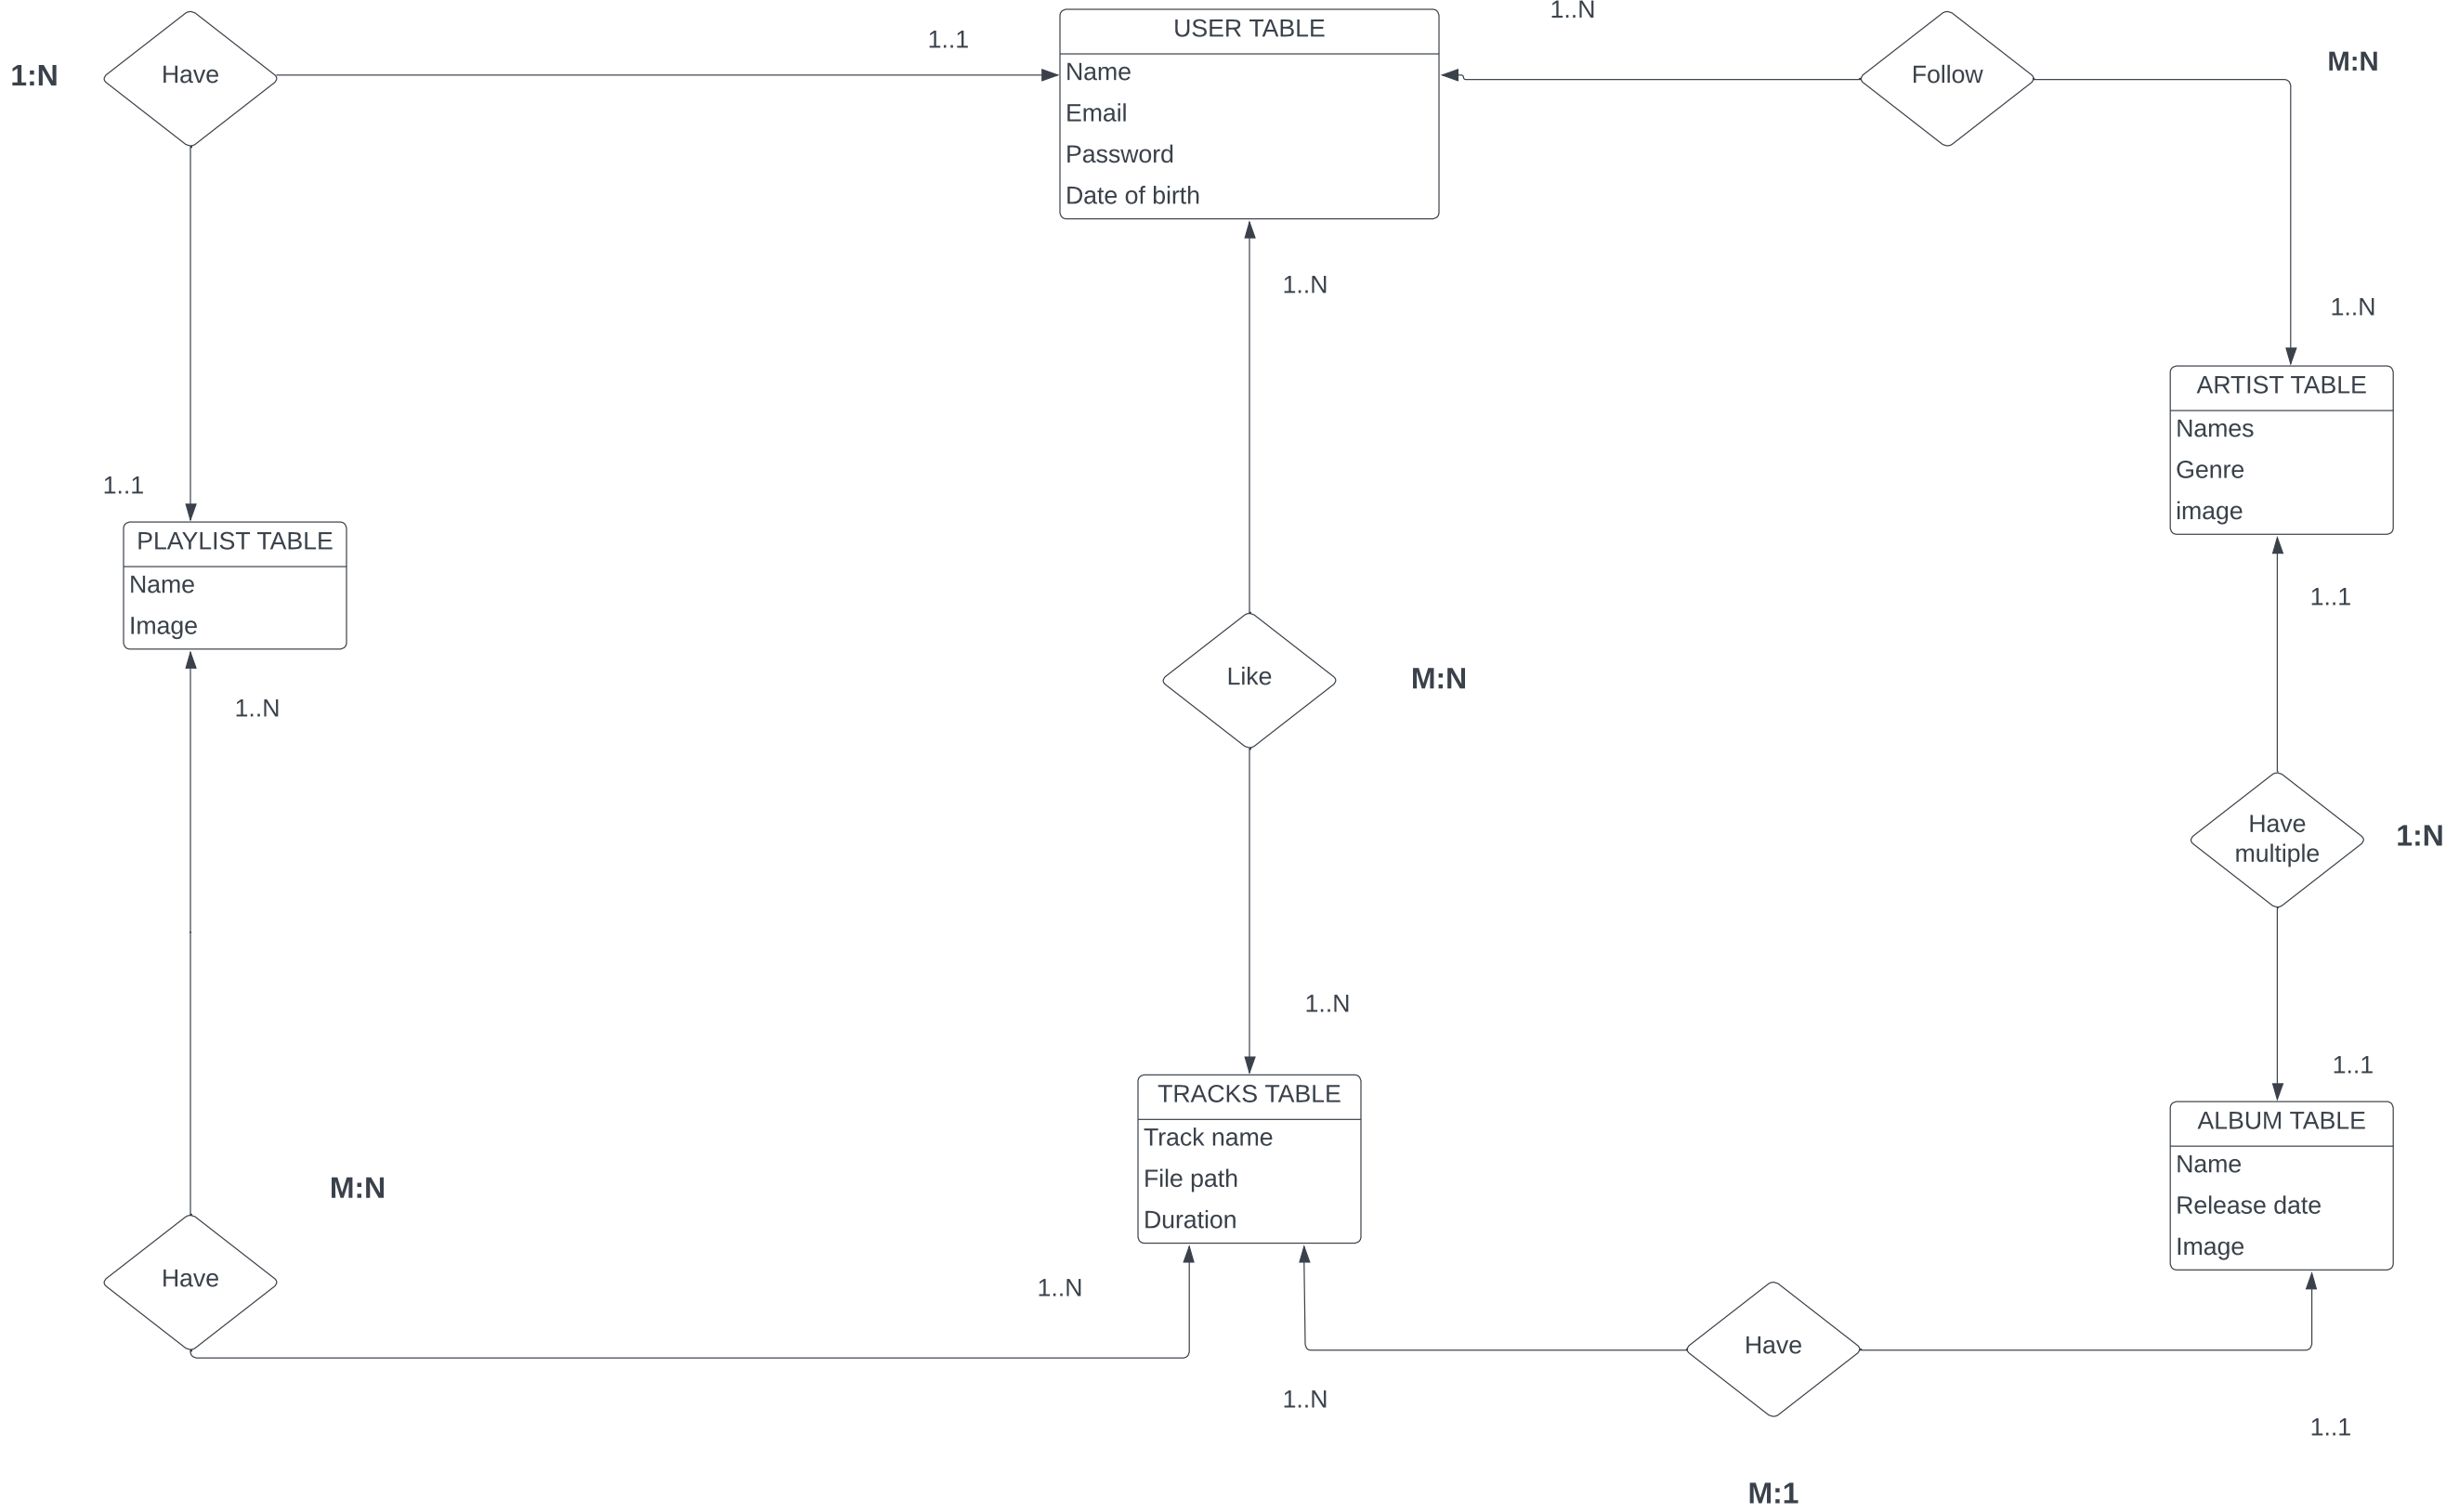 1..N
USER TABLE
1..1
M:N
1:N
Have
Name
Follow
Email
Password
Date of birth
1..N
1..N
ARTIST TABLE
Names
Genre
image
1..1
PLAYLIST TABLE
Name
Image
1..1
1..N
Like
M:N
Have
multiple
1:N
1..N
1..1
TRACKS TABLE
Track name
File path
Duration
ALBUM TABLE
Name
Release date
Image
M:N
Have
1..N
Have
1..N
1..1
M:1